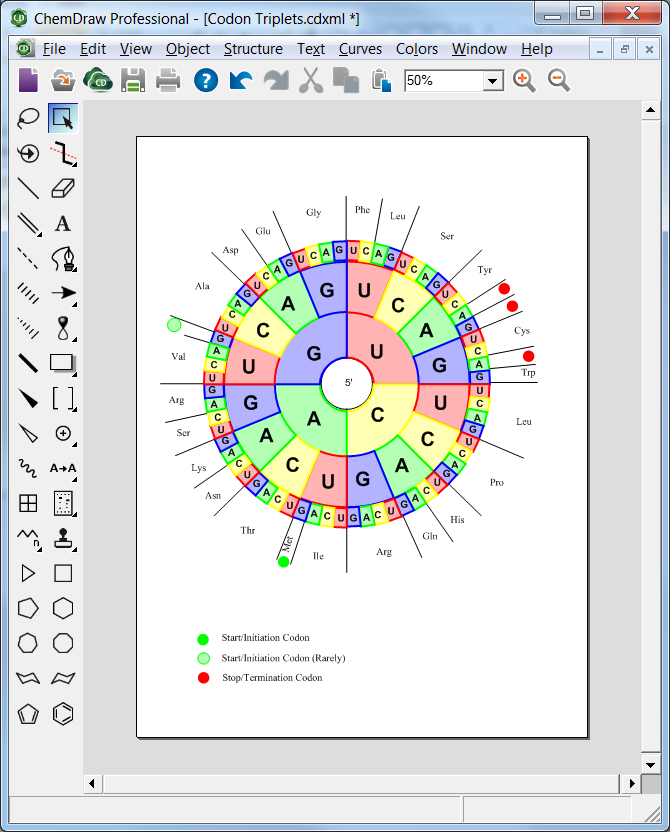 ChemDraw Professional - [Codon Triplets.cdxml *]
File Edit View Object Structure Text Curves Colors Window Help
CD
?
50%
A
A→A
n
Gly Phe Leu
Glu Ser
Asp Tyr
Ala
Cys
Val
Trp
Arg Leu
Ser
Lys Pro
Asn His
Thr Gln
Met Ile Arg
5'
U C A G
U C A G
U C A G
U C A G
U C A G
U C A G U C A G U C A G U C A G
U C A G U C A G U C A G U C A G
U C A G U C A G U C A G U C A G
U C A G U C A G U C A G U C A G
Start/Initiation Codon
Start/Initiation Codon (Rarely)
Stop/Termination Codon